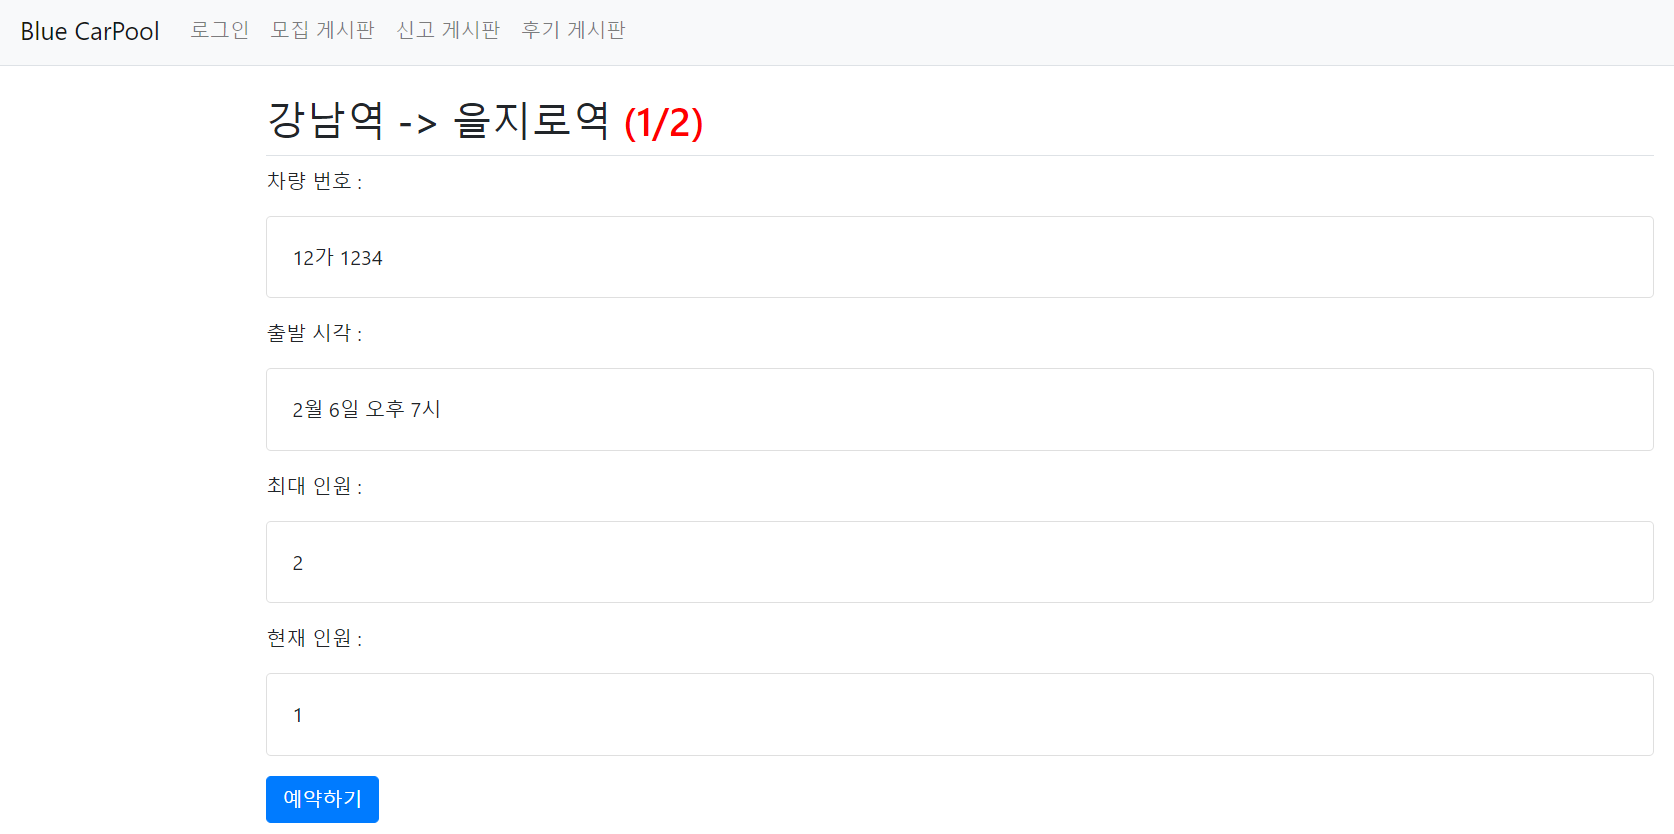 Blue CarPool 로그인 모집 게시판 신고 게시판 후기 게시판
강남역 -> 을지로역 (1/2)
차량 번호 :
12가 1234
출발 시각 :
2월 6일 오후 7시
최대 인원 :
2
현재 인원 :
1
예약하기